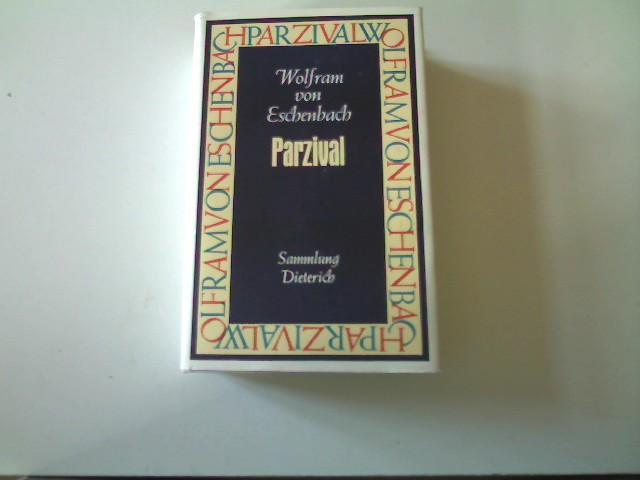 PARZIVALWOLFRAMVONESCHENBACHPARZIVALWOLFRAMVONESCHENBACH
Wolfram
von
Eschenbach
Parzival
Sammlung
Dieterich